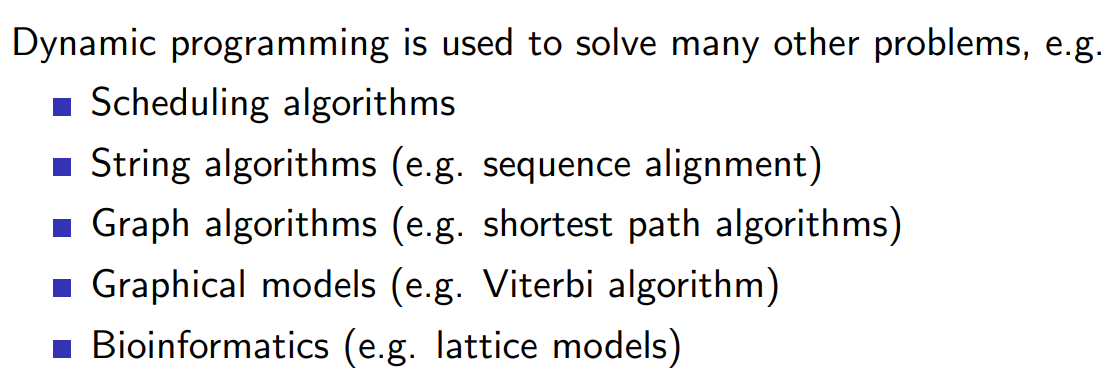 Dynamic programming is used to solve many other problems, e.g.
Scheduling algorithms
String algorithms (e.g. sequence alignment)
Graph algorithms (e.g. shortest path algorithms)
Graphical models (e.g. Viterbi algorithm)
Bioinformatics (e.g. lattice models)